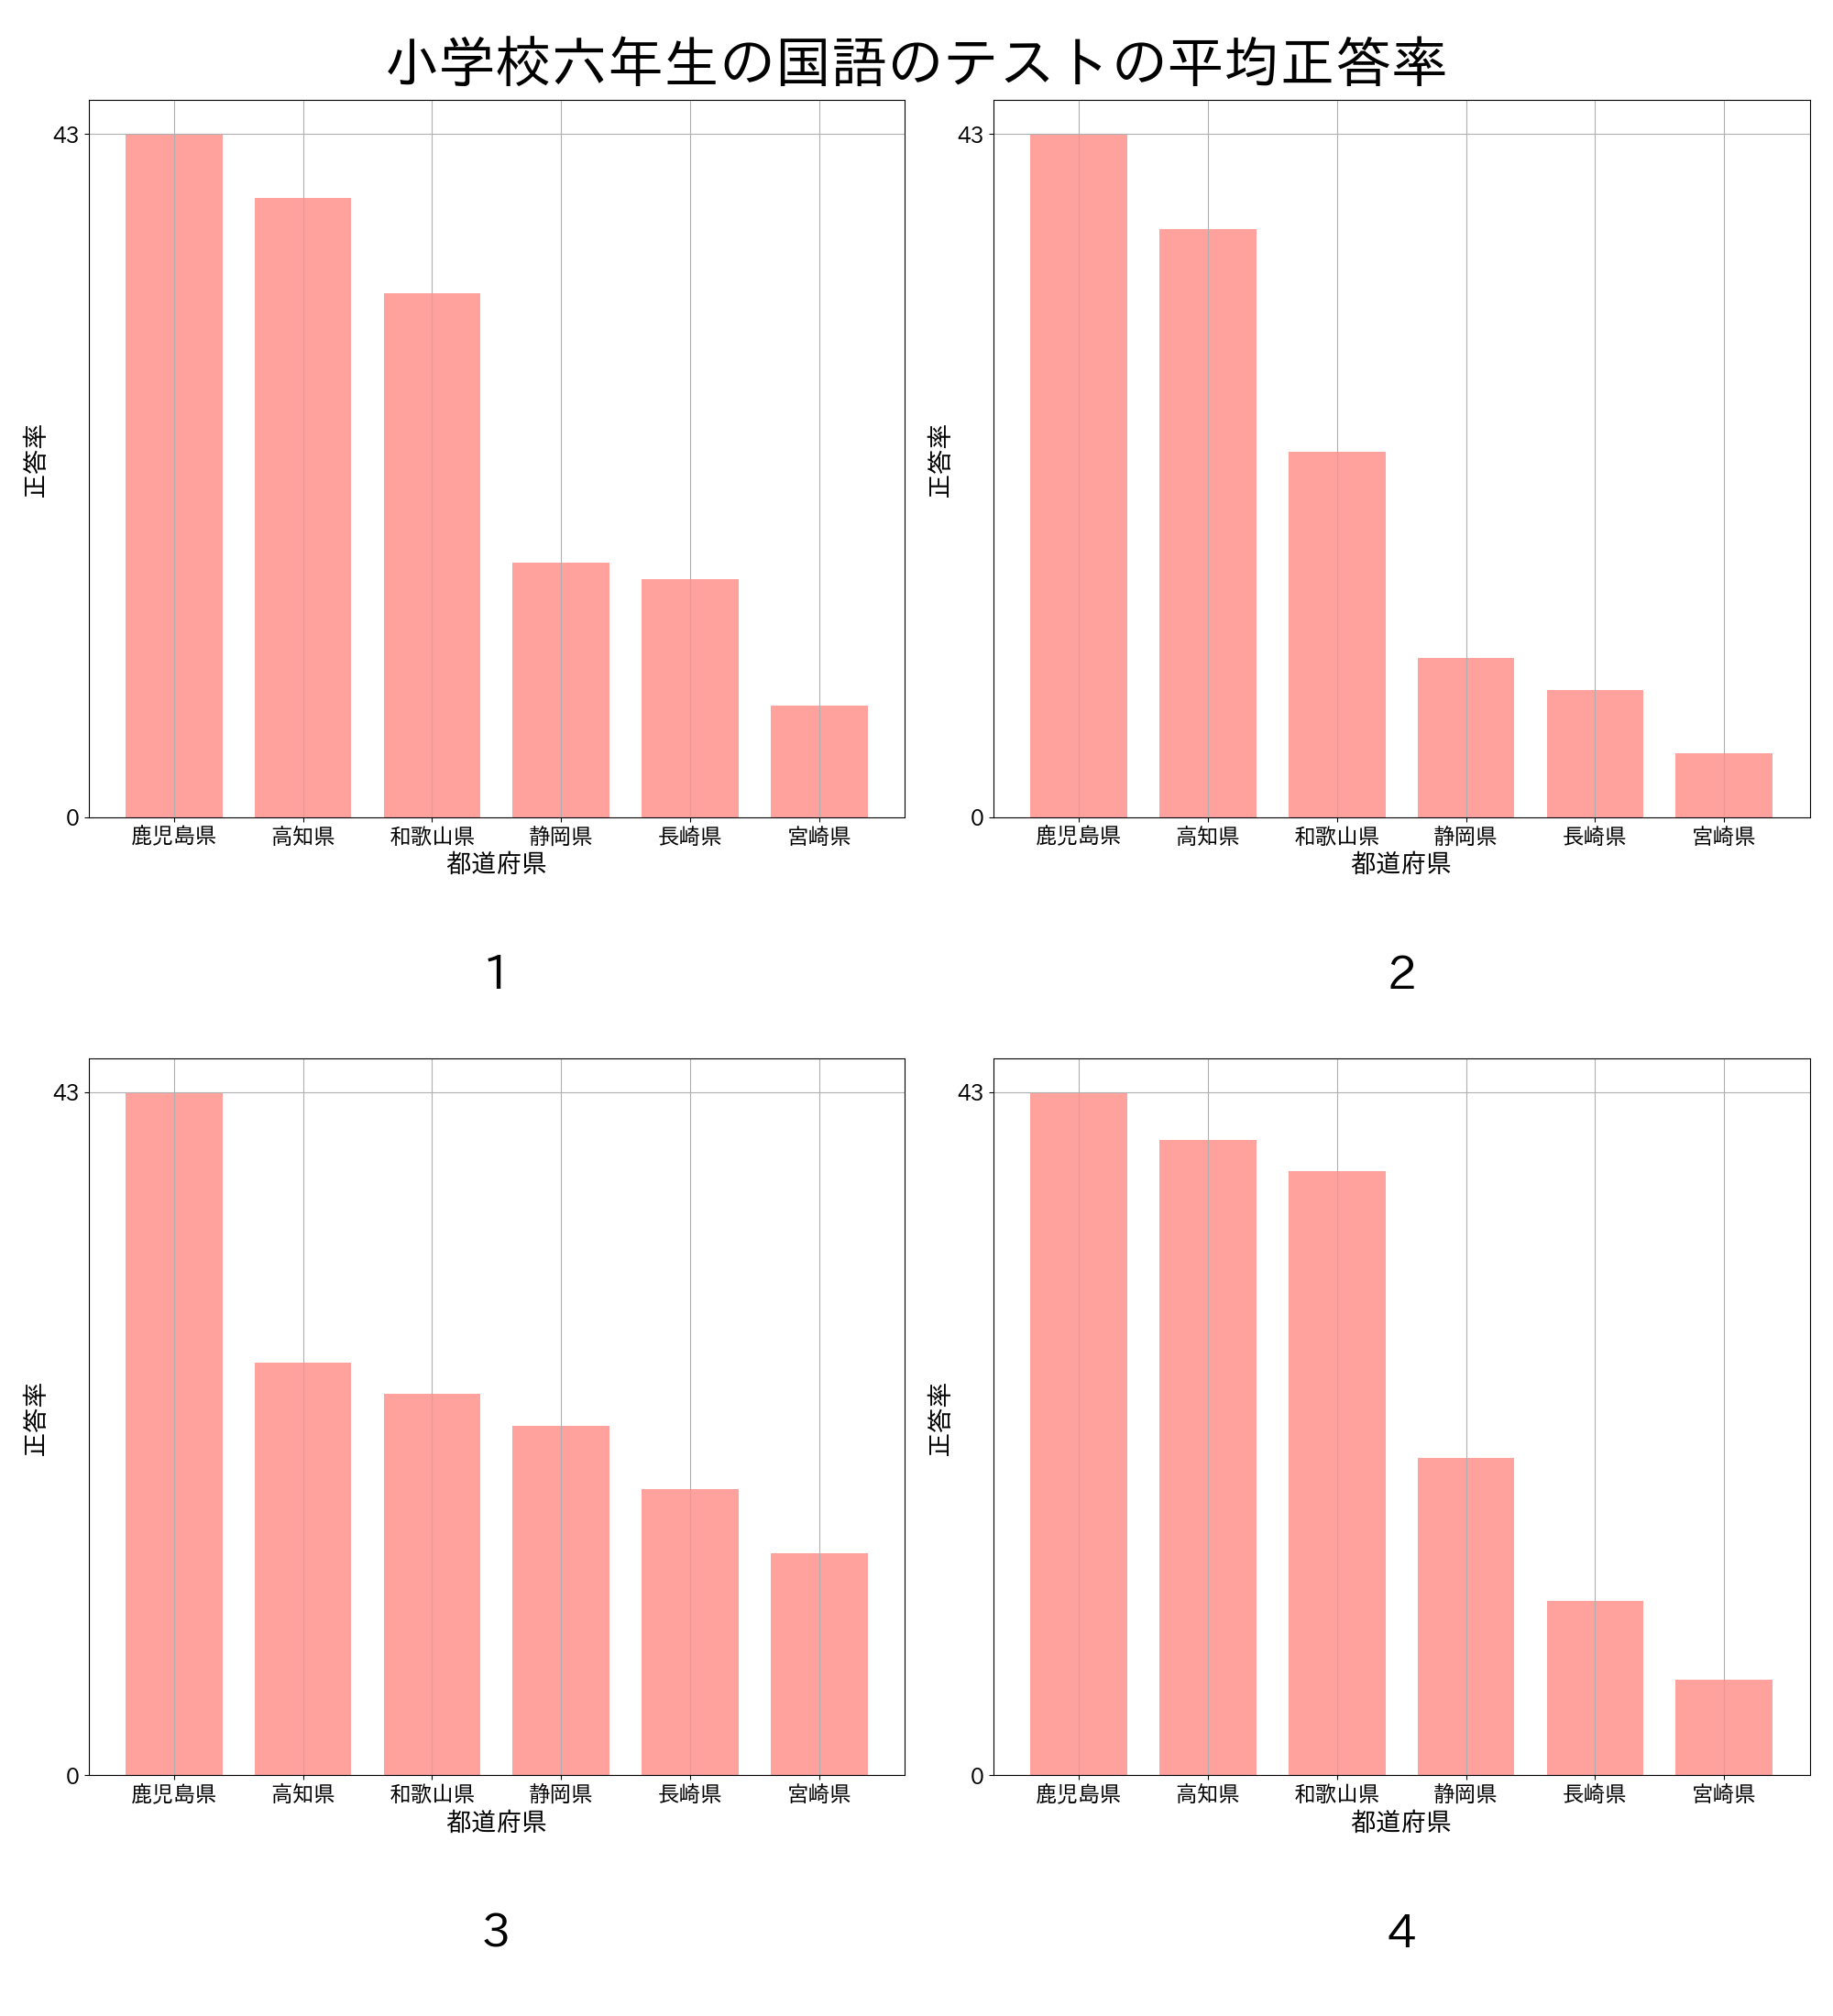 小学校六年生の国語のテストの平均正答率
43
0
正答率
鹿児島県 高知県 和歌山県 静岡県 長崎県 宮崎県
都道府県
1
43
0
正答率
鹿児島県 高知県 和歌山県 静岡県 長崎県 宮崎県
都道府県
2
43
0
正答率
鹿児島県 高知県 和歌山県 静岡県 長崎県 宮崎県
都道府県
3
43
0
正答率
鹿児島県 高知県 和歌山県 静岡県 長崎県 宮崎県
都道府県
4